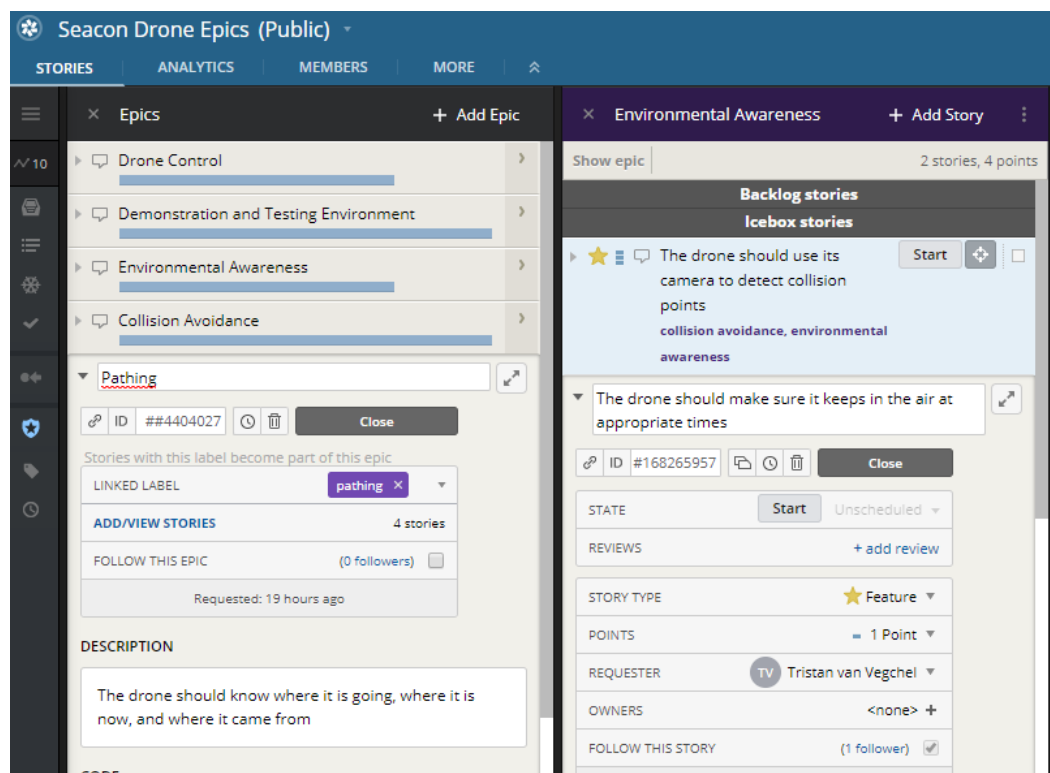 Seacon Drone Epics (Public)
STORIES
ANALYTICS
MEMBERS
MORE
10
Epics
+ Add Epic
Drone Control
Demonstration and Testing Environment
Environmental Awareness
Collision Avoidance
Pathing
ID ##4404027
Close
Stories with this label become part of this epic
LINKED LABEL
pathing ×
ADD/VIEW STORIES
4 stories
FOLLOW THIS EPIC
(0 followers)
Requested: 19 hours ago
DESCRIPTION
The drone should know where it is going, where it is
now, and where it came from
CODE
Environmental Awareness
+ Add Story
Show epic
2 stories, 4 points
Backlog stories
Icebox stories
The drone should use its
camera to detect collision
points
collision avoidance, environmental
awareness
Start
The drone should make sure it keeps in the air at
appropriate times
ID #168265957
Close
STATE
Start
Unscheduled
REVIEWS
+ add review
STORY TYPE
Feature
POINTS
1 Point
REQUESTER
TV
Tristan van Vegchel
OWNERS
<none> +
FOLLOW THIS STORY
(1 follower)